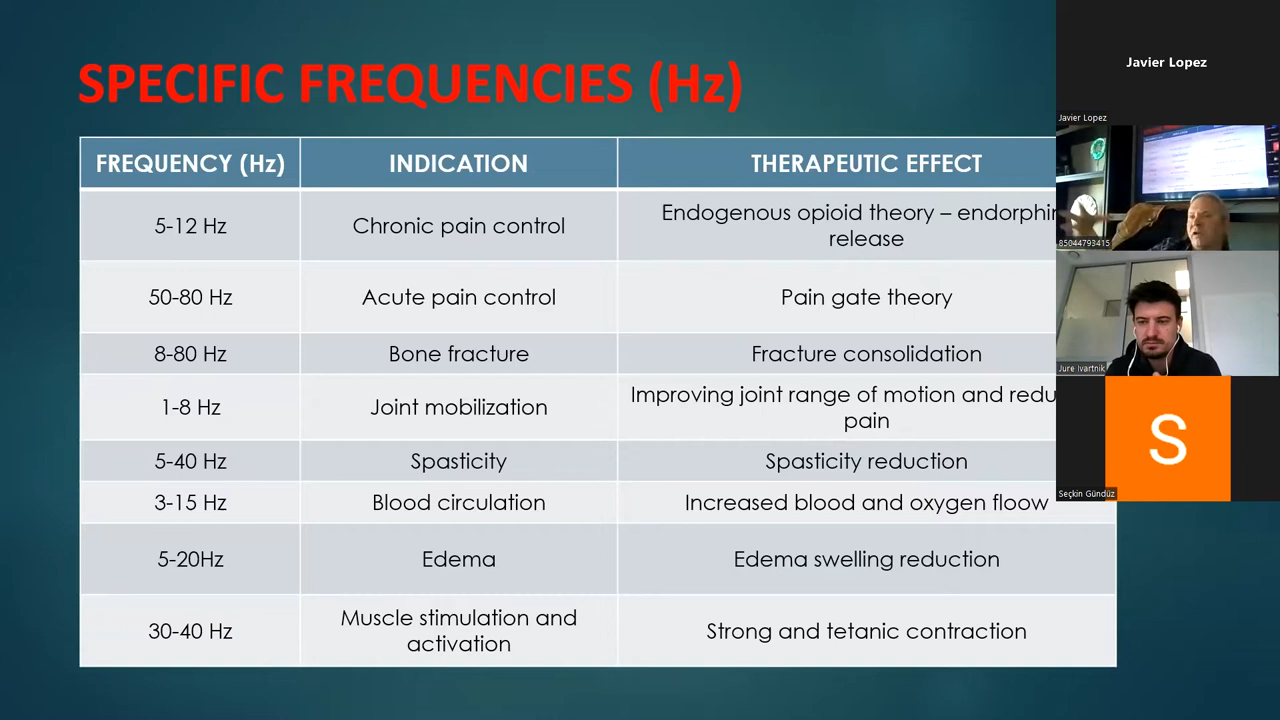 SPECIFIC FREQUENCIES (Hz)
FREQUENCY (Hz) INDICATION THERAPEUTIC EFFECT
5-12 Hz Chronic pain control Endogenous opioid theory – endorphin
release
50-80 Hz Acute pain control Pain gate theory
8-80 Hz Bone fracture Fracture consolidation
1-8 Hz Joint mobilization Improving joint range of motion and redu
pain
5-40 Hz Spasticity Spasticity reduction
3-15 Hz Blood circulation Increased blood and oxygen floow
5-20Hz Edema Edema swelling reduction
30-40 Hz Muscle stimulation and
activation Strong and tetanic contraction
Javier Lopez
Javier Lopez
85044793415
Jure Ivartnik
S
Seçkin Gündüz